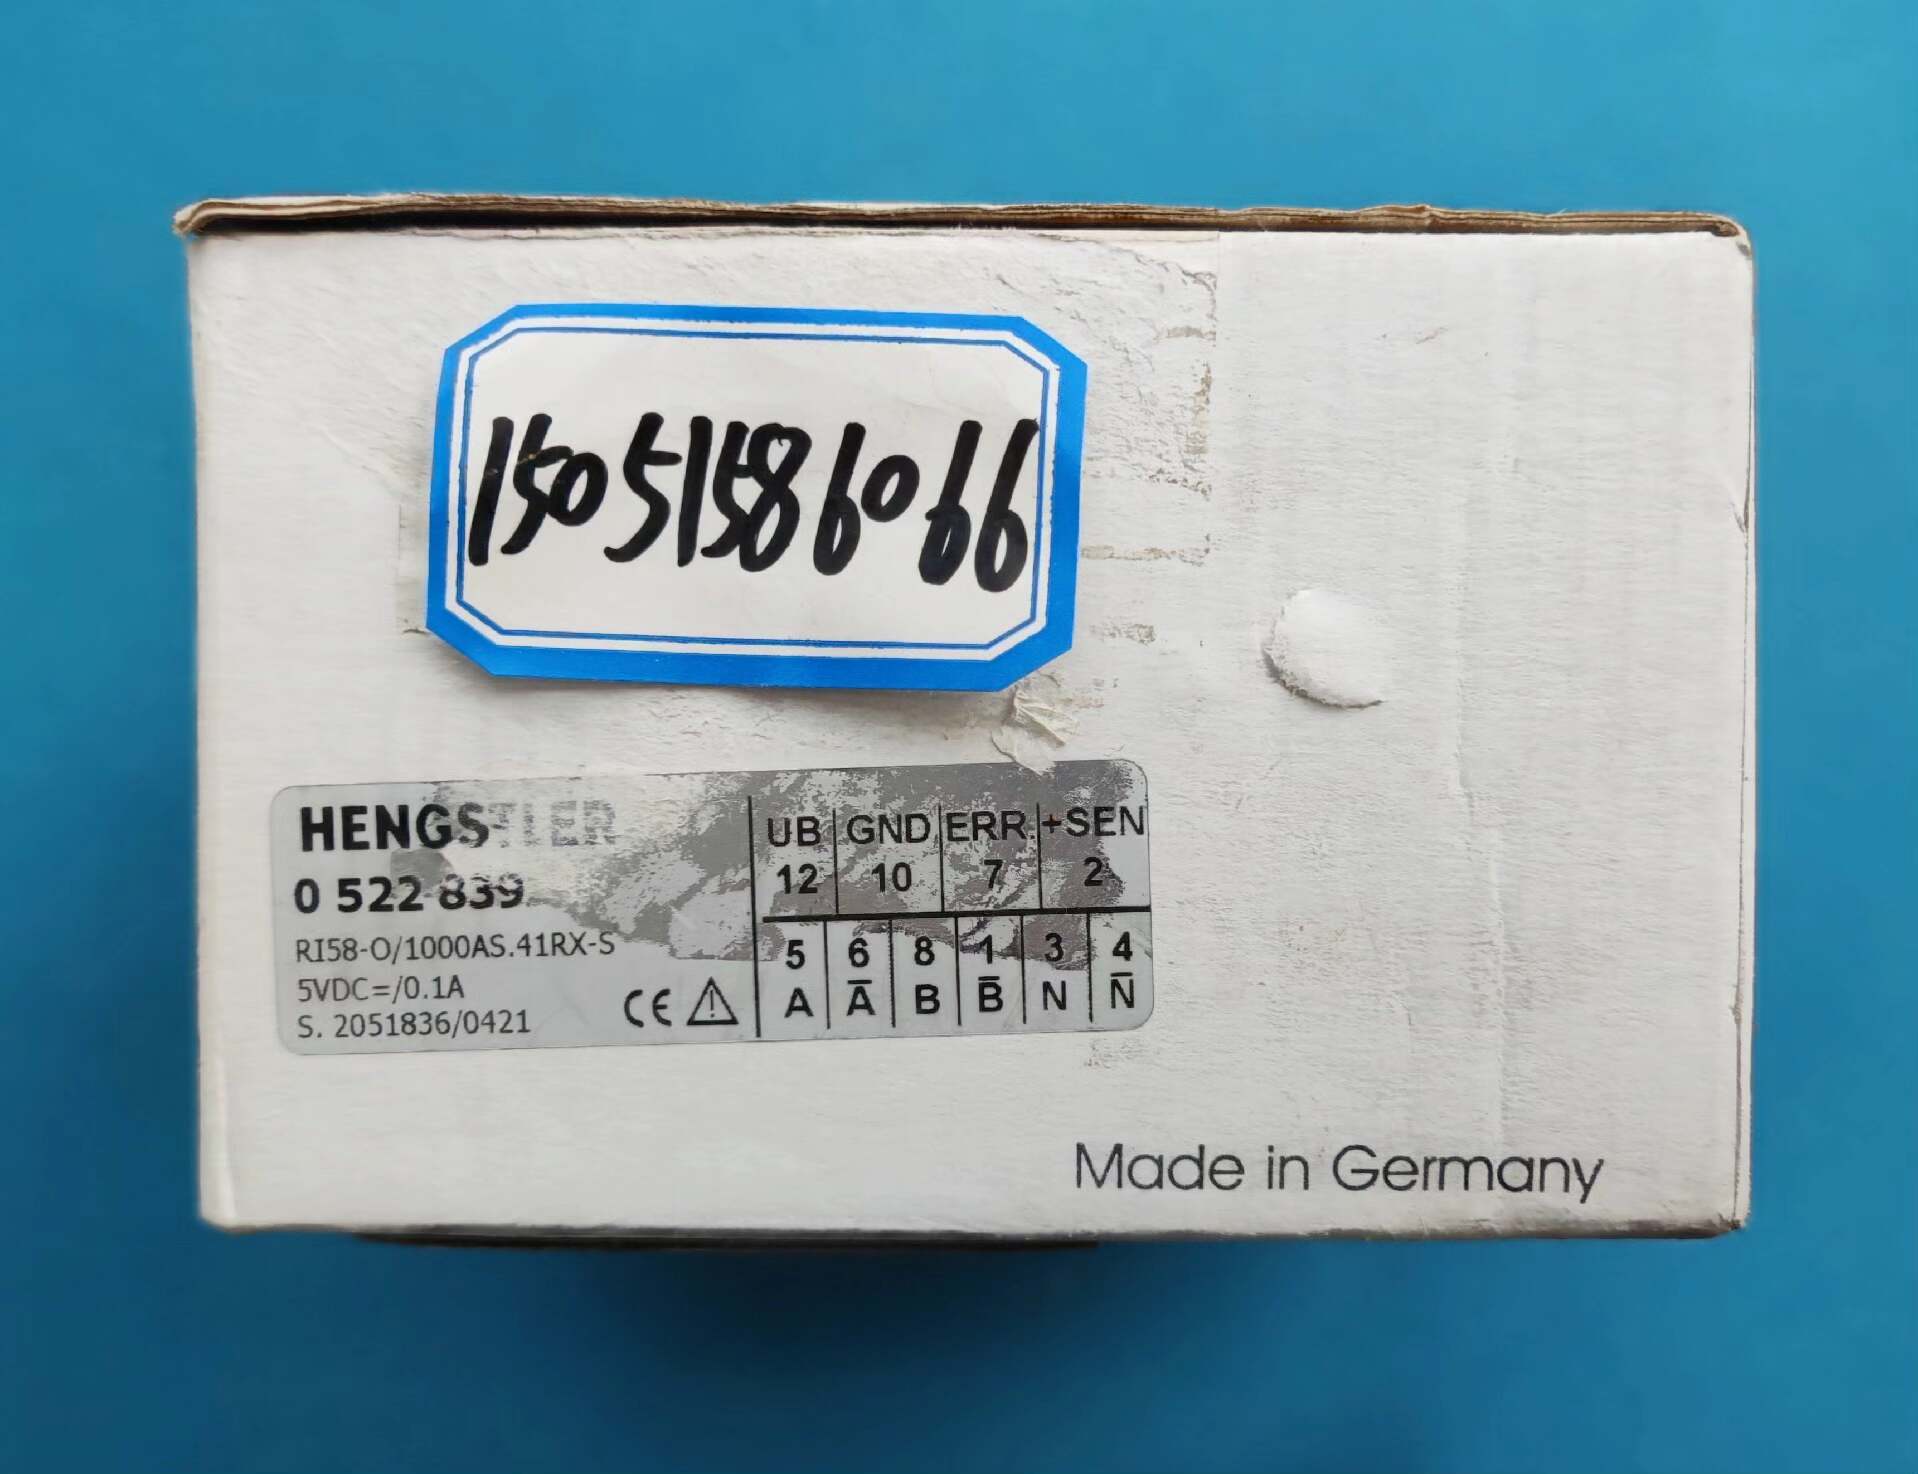 15051586066
HENGSTLER
0 522 839
RI58-O/1000AS.41RX-S
5VDC=/0.1A
S. 2051836/0421
CE
UB GND ERR. +SEN
12 10 7 2
5 6 8 1 3 4
A A̅ B B̅ N N̅
Made in Germany